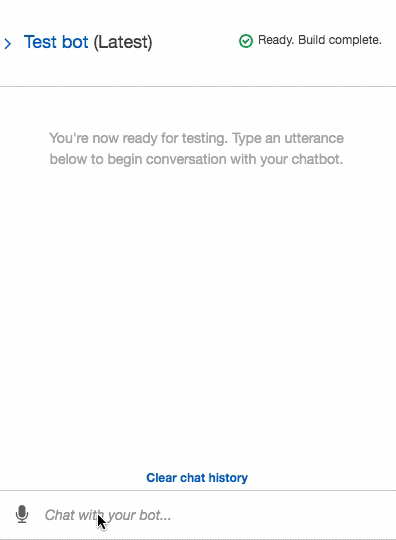 Test bot (Latest)
Ready. Build complete.
You're now ready for testing. Type an utterance
below to begin conversation with your chatbot.
Clear chat history
Chat with your bot...